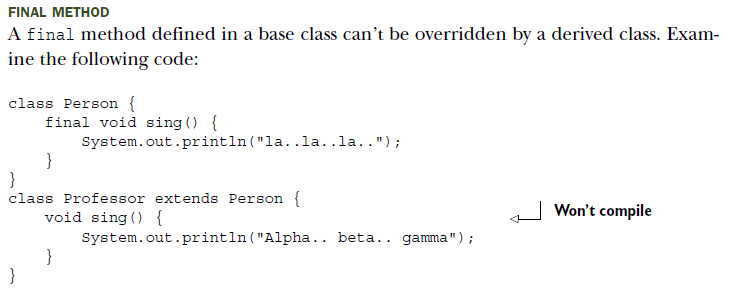 FINAL METHOD
A final method defined in a base class can't be overridden by a derived class. Exam-
ine the following code:
class Person {
    final void sing() {
        System.out.println("la..la..la..");
    }
}
class Professor extends Person {
    void sing() {
Won't compile
        System.out.println("Alpha.. beta.. gamma");
    }
}